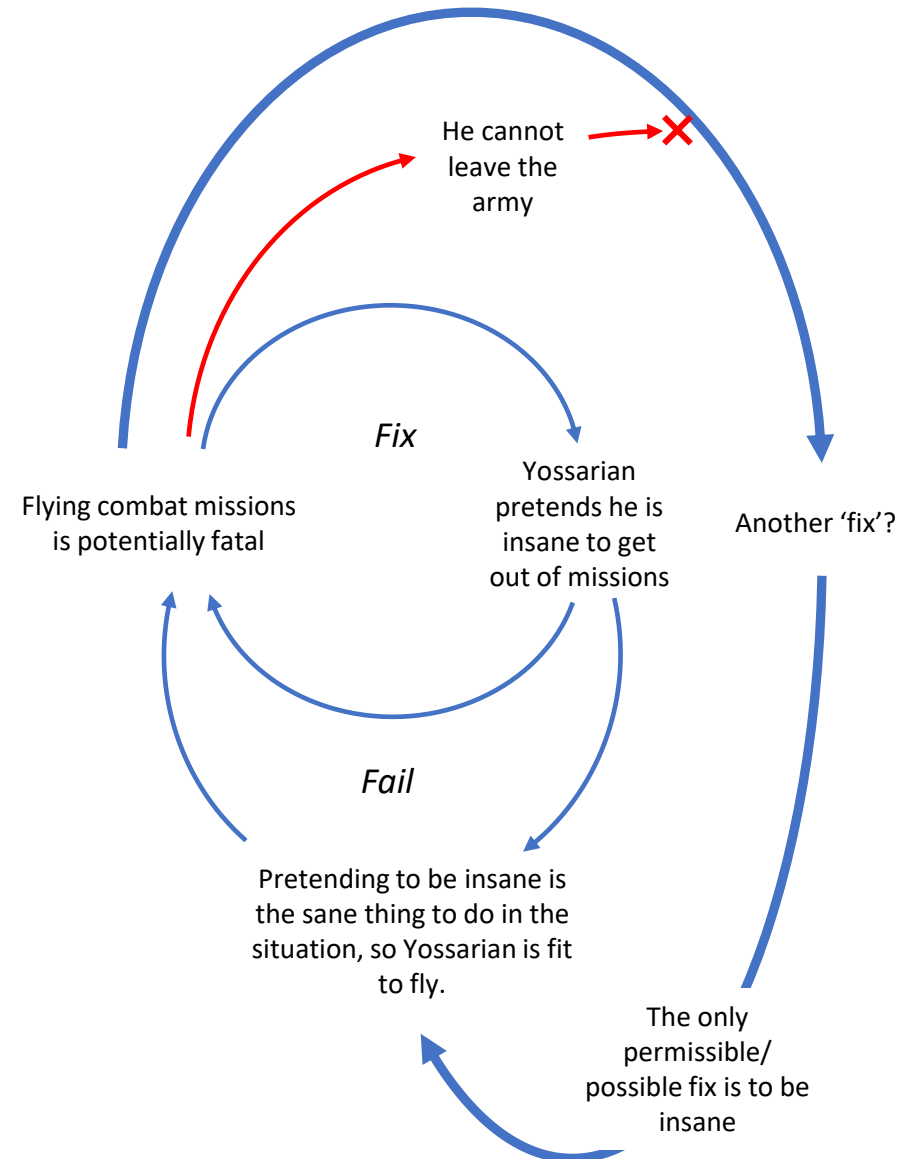 He cannot
leave the
army
Fix
Flying combat missions
is potentially fatal
Yossarian
pretends he is
insane to get
out of missions
Another ‘fix’?
Fail
Pretending to be insane is
the sane thing to do in the
situation, so Yossarian is fit
to fly.
The only
permissible/
possible fix is to be
insane